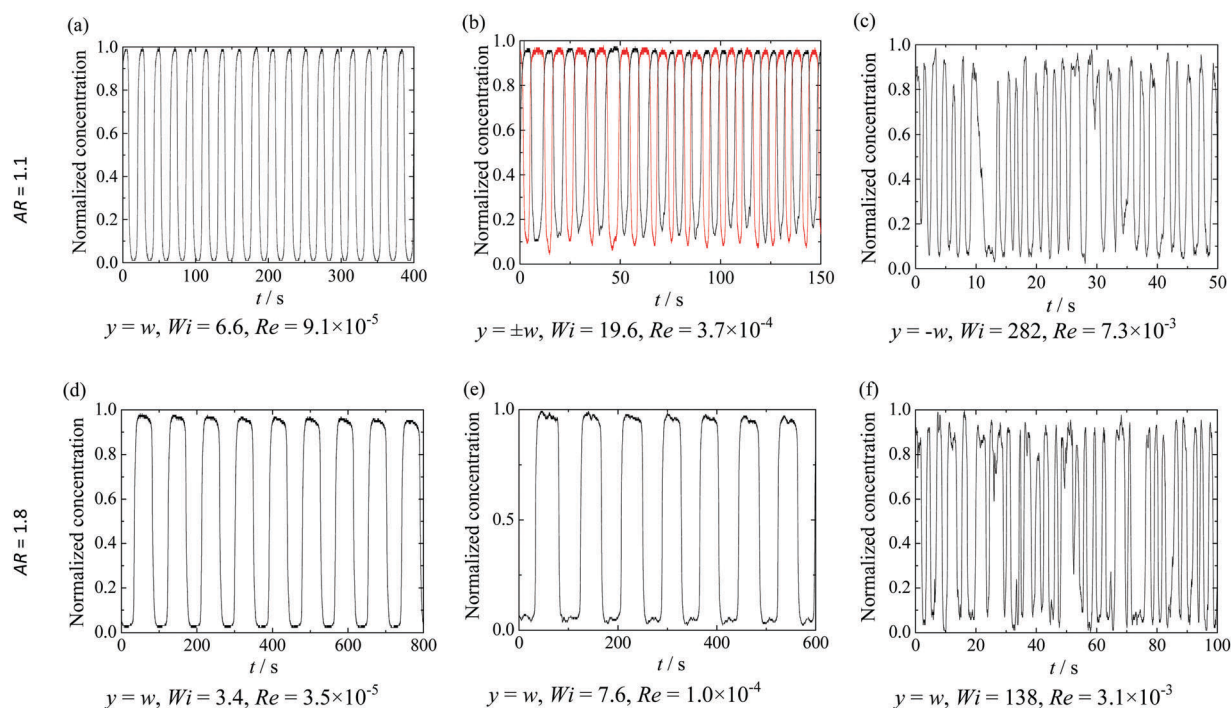 (a)
(b)
(c)
AR = 1.1
Normalized concentration
1.0
0.8
0.6
0.4
0.2
0.0
0 100 200 300 400
t / s
y = w, Wi = 6.6, Re = 9.1×10⁻⁵
Normalized concentration
1.0
0.8
0.6
0.4
0.2
0.0
0 50 100 150
t / s
y = ±w, Wi = 19.6, Re = 3.7×10⁻⁴
Normalized concentration
1.0
0.8
0.6
0.4
0.2
0.0
0 10 20 30 40 50
t / s
y = -w, Wi = 282, Re = 7.3×10⁻³
(d)
(e)
(f)
AR = 1.8
Normalized concentration
1.0
0.8
0.6
0.4
0.2
0.0
0 200 400 600 800
t / s
y = w, Wi = 3.4, Re = 3.5×10⁻⁵
Normalized concentration
1.0
0.5
0.0
0 200 400 600
t / s
y = w, Wi = 7.6, Re = 1.0×10⁻⁴
Normalized concentration
1.0
0.8
0.6
0.4
0.2
0.0
0 20 40 60 80 100
t / s
y = w, Wi = 138, Re = 3.1×10⁻³